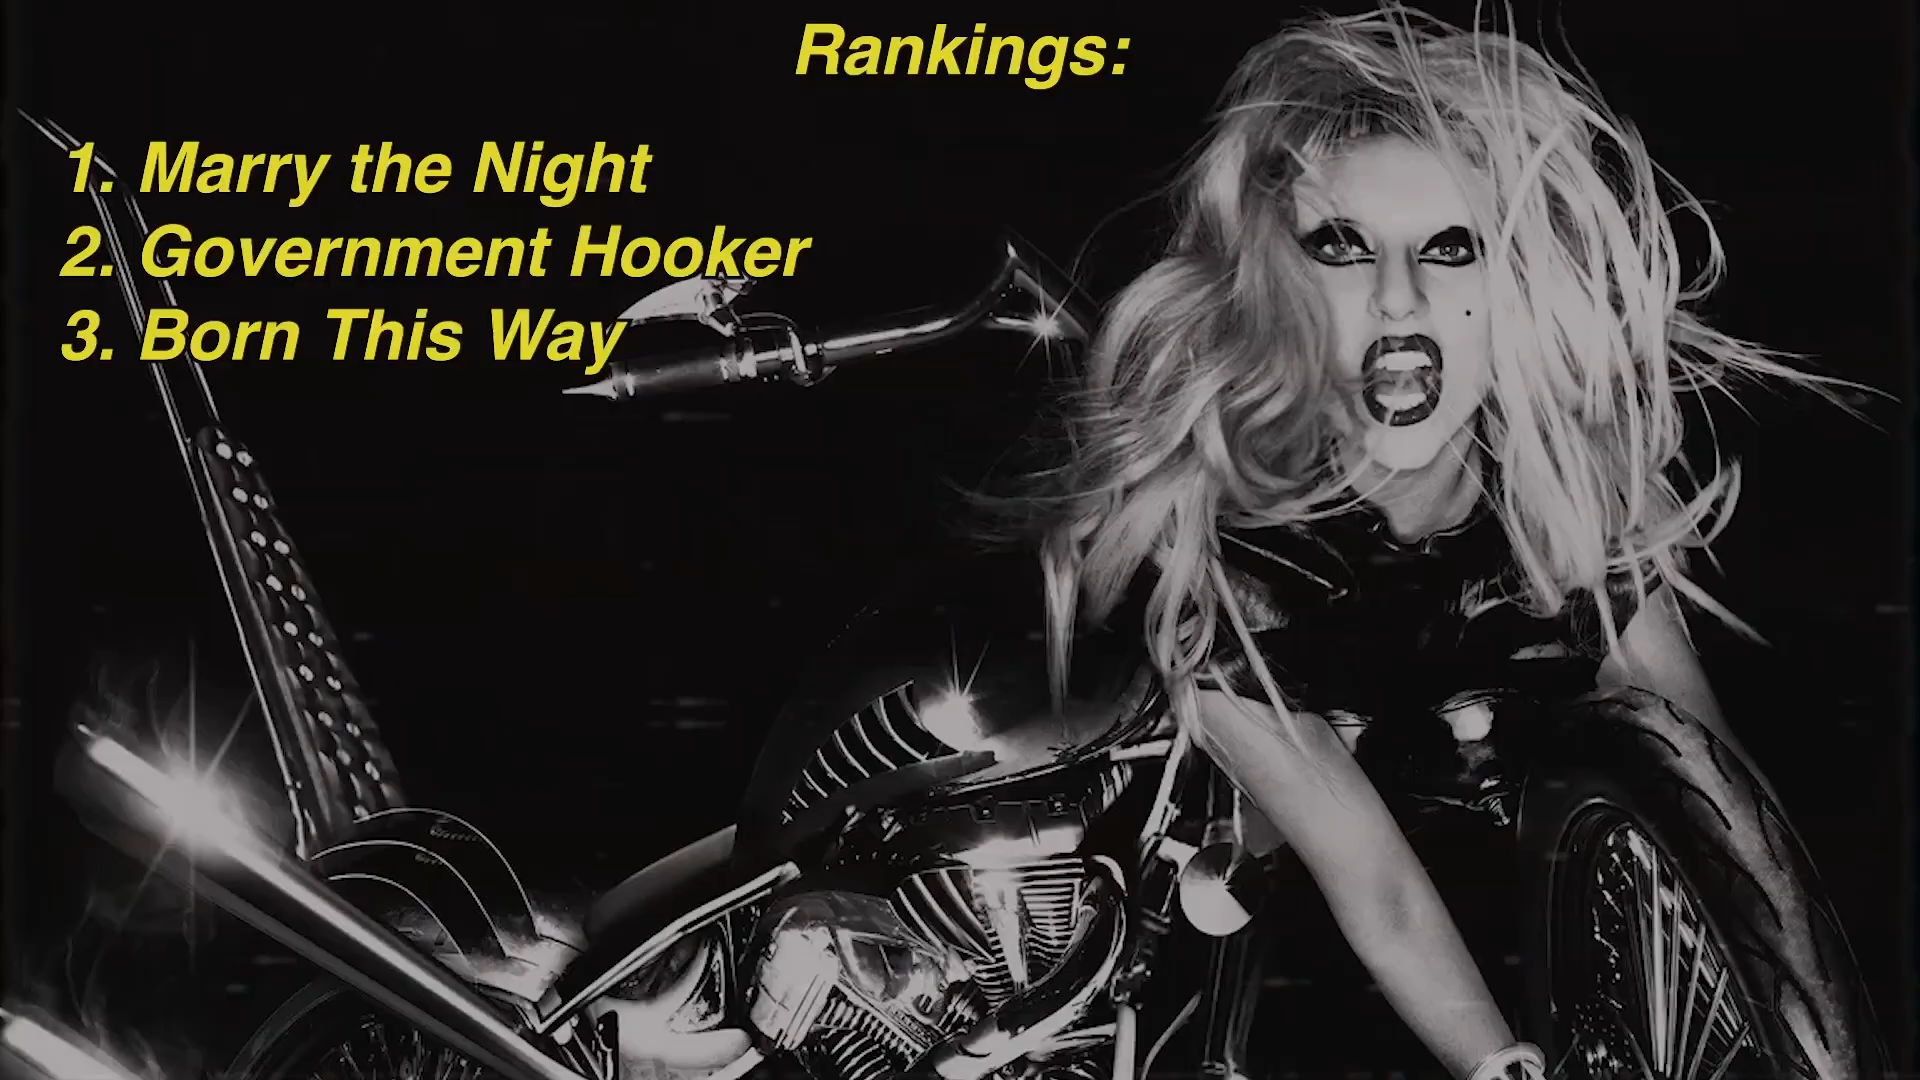 Rankings:
1. Marry the Night
2. Government Hooker
3. Born This Way